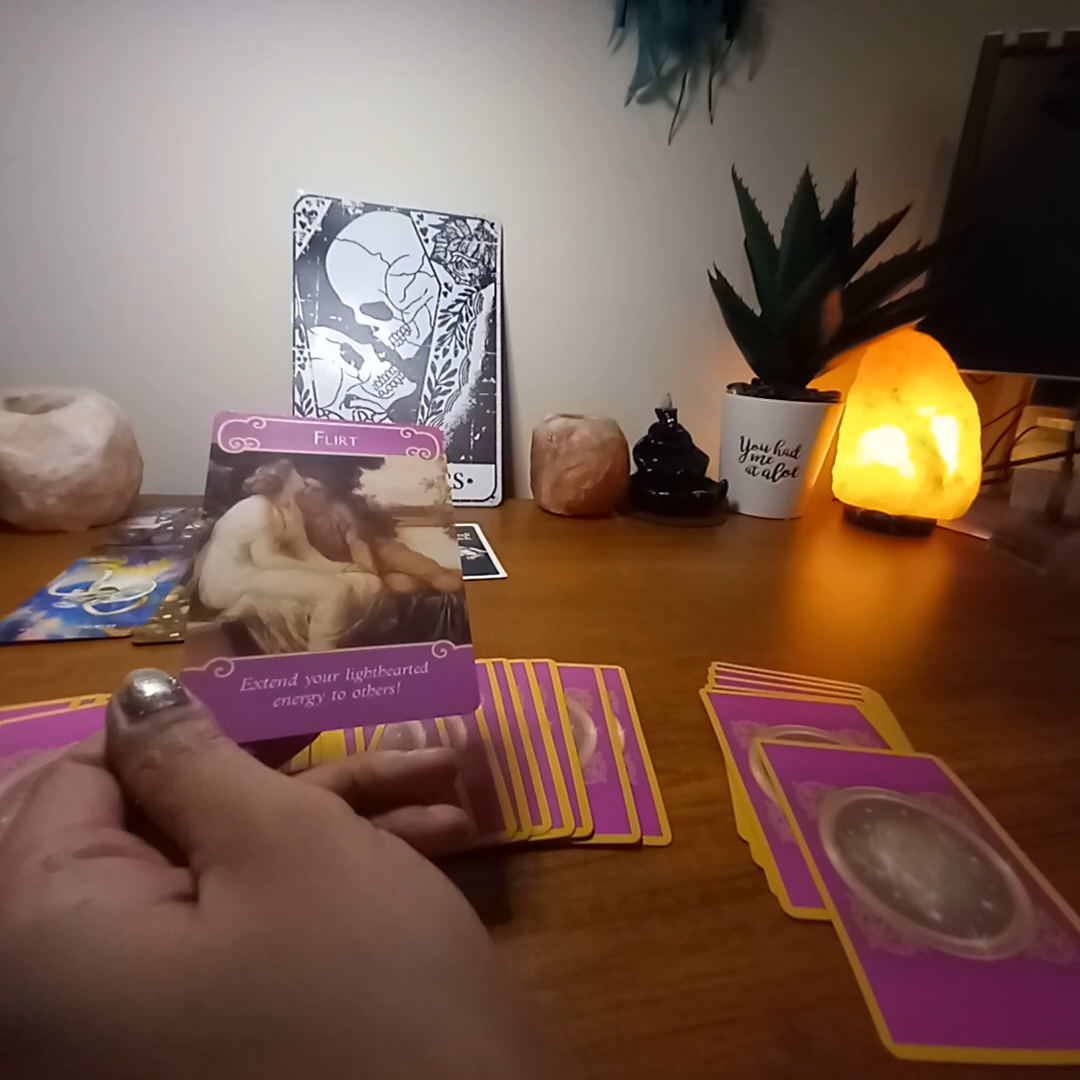 FLIRT
Extend your lighthearted
energy to others!
You had
me
at aloe